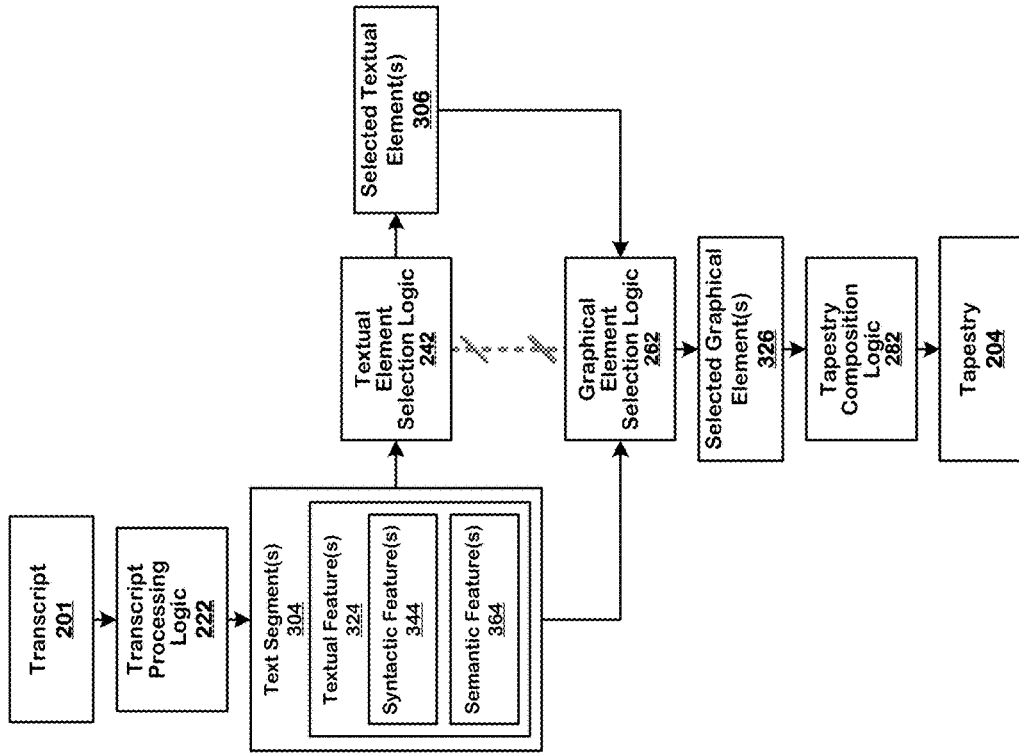 Transcript
201
Transcript
Processing
Logic
222
Text Segment(s)
304
Textual Feature(s)
324
Syntactic Feature(s)
344
Semantic Feature(s)
364
Textual
Element
Selection Logic
242
Selected Textual
Element(s)
306
Graphical
Element
Selection Logic
262
Selected Graphical
Element(s)
326
Tapestry
Composition
Logic
282
Tapestry
204